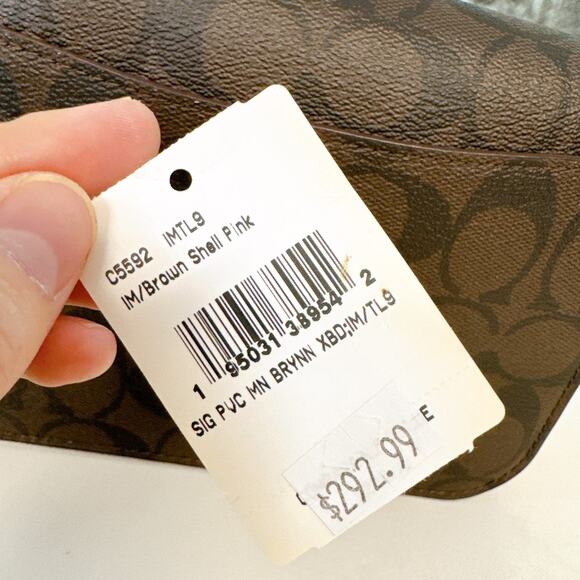 C5592 IMTL9
IM/Brown Shell Pink
1 95031 38954 2
SIG PVC MN BRYNN XBD:IM/TL9
E
$292.99